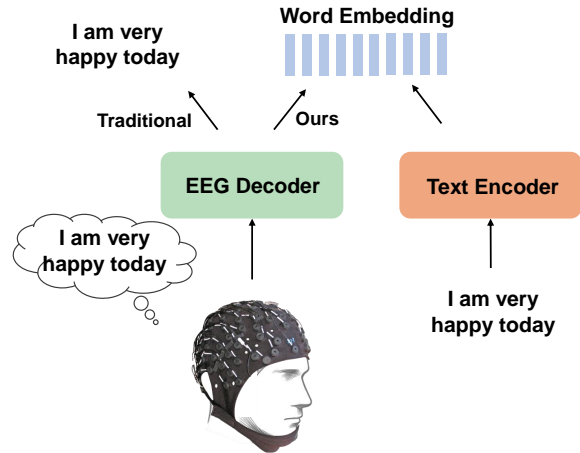 I am very
happy today
Word Embedding
Traditional
Ours
EEG Decoder
Text Encoder
I am very
happy today
I am very
happy today